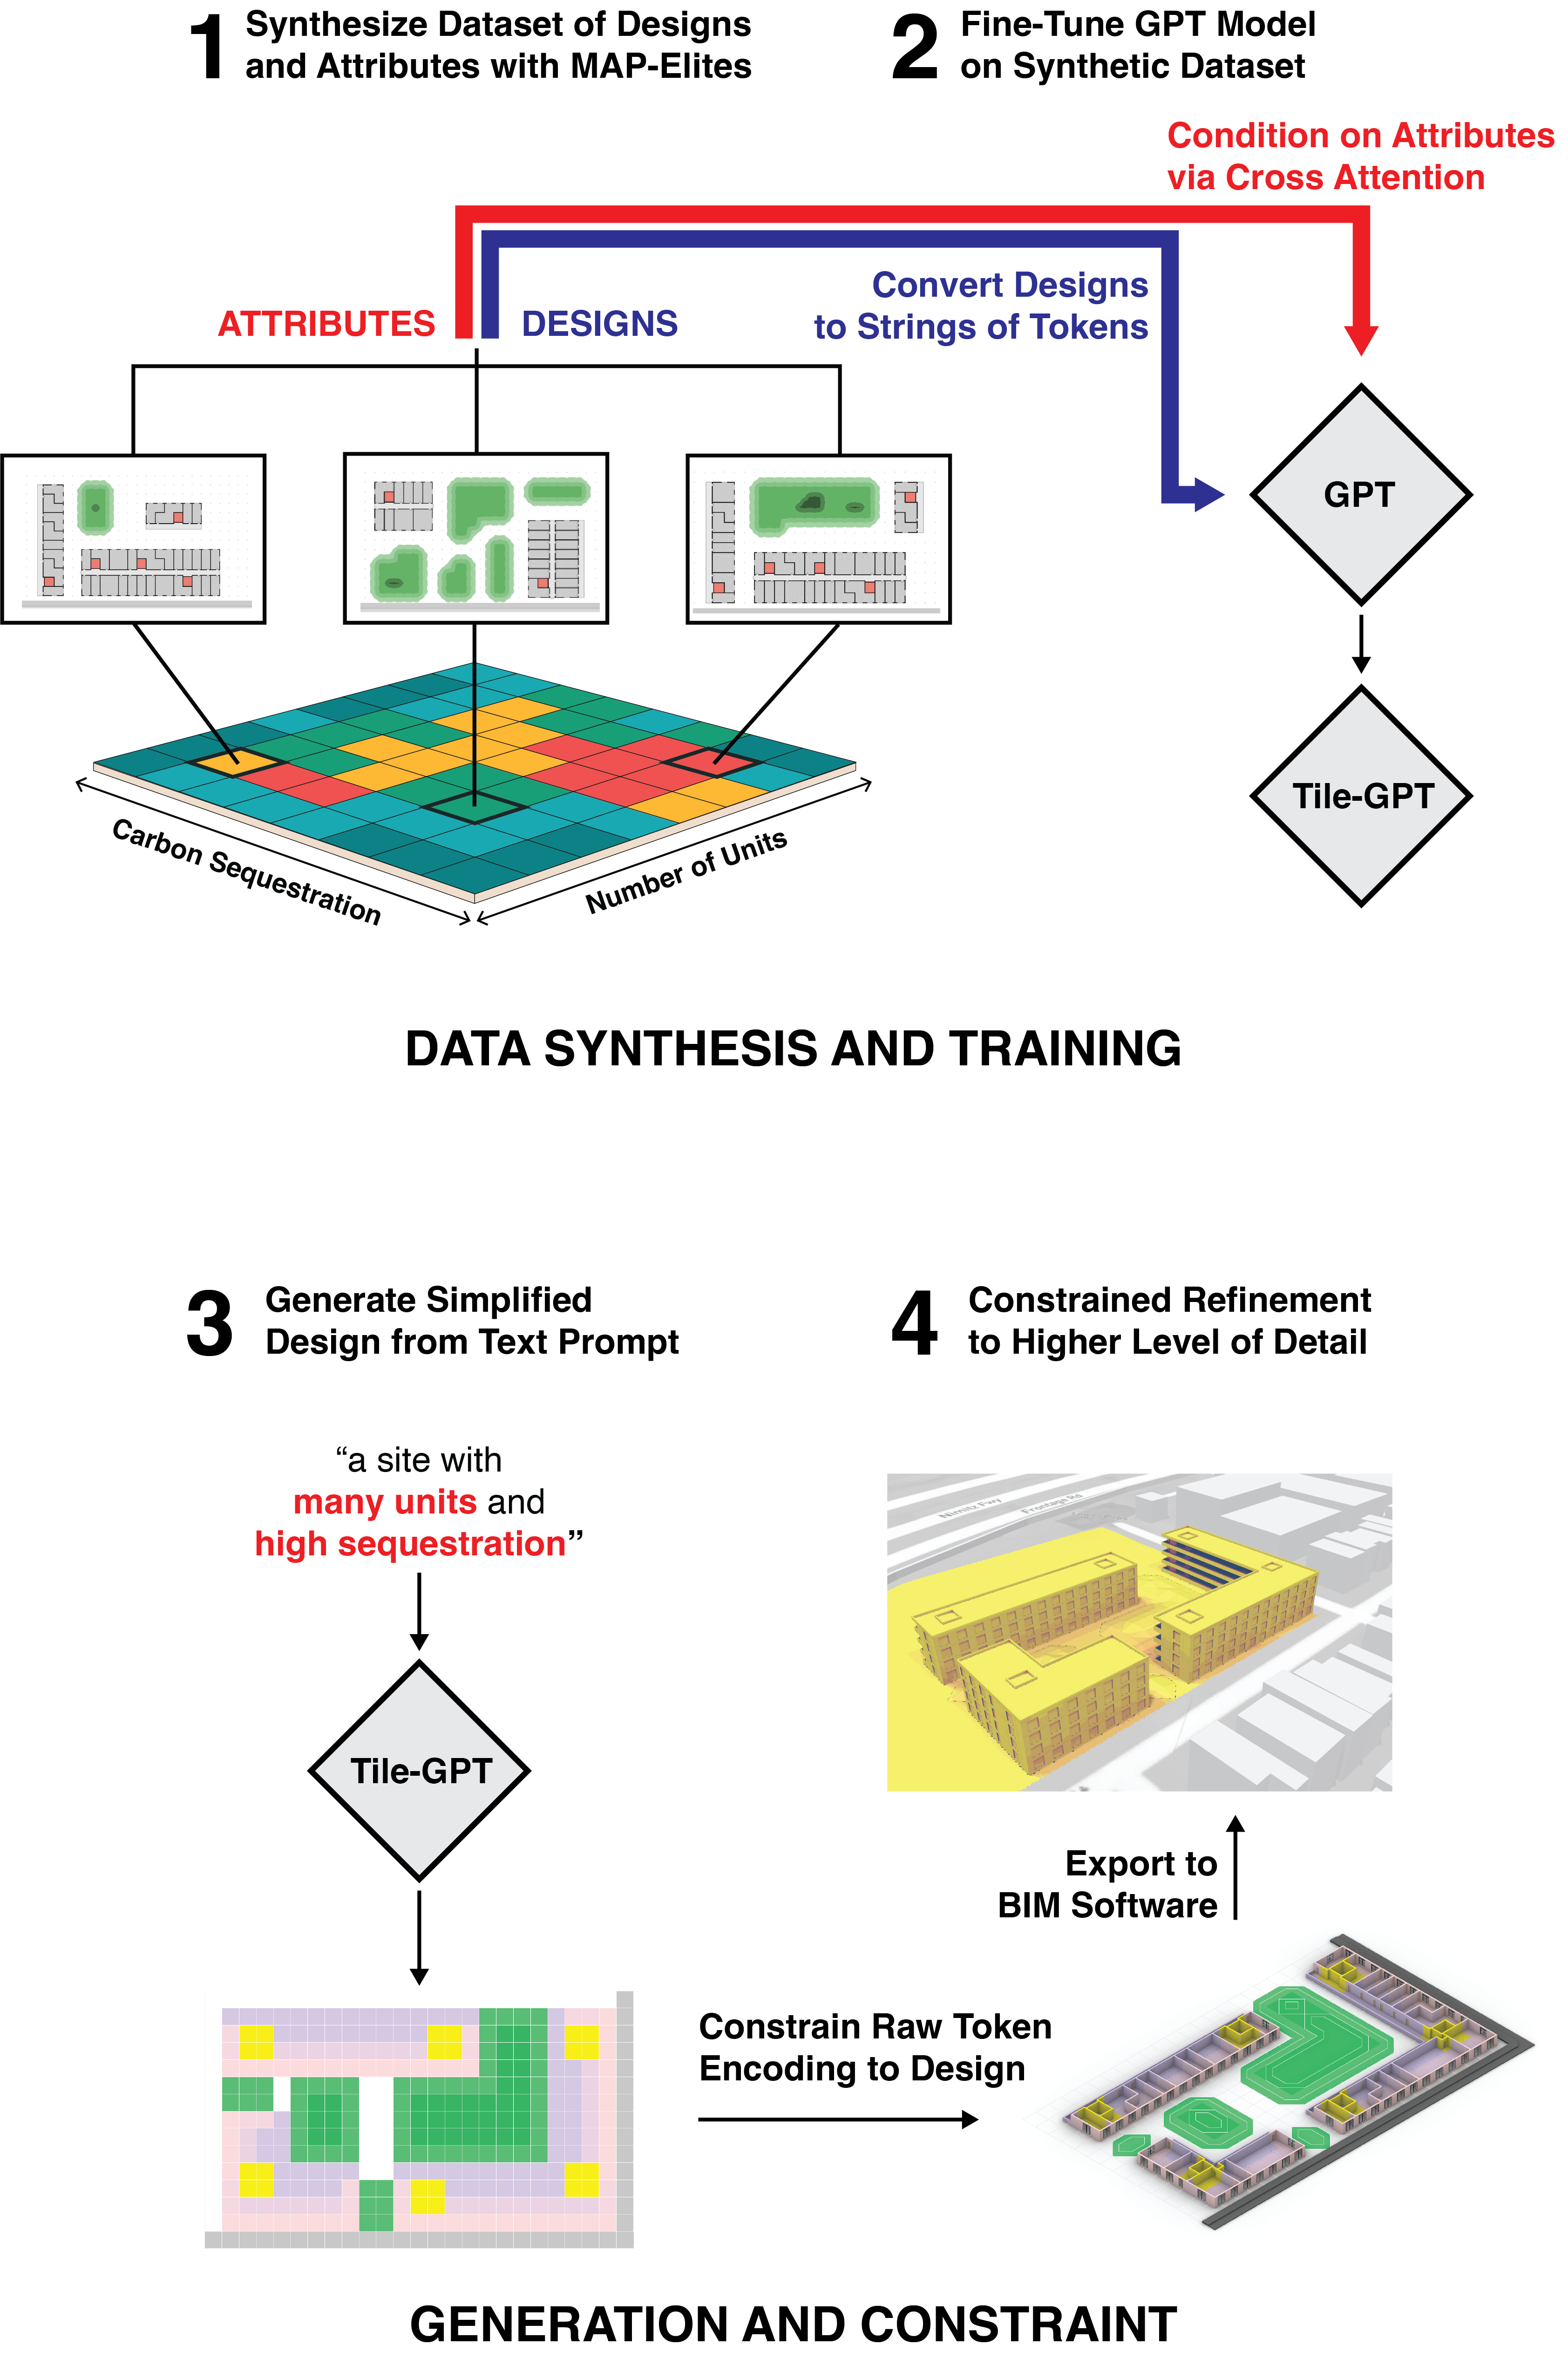 1 Synthesize Dataset of Designs
and Attributes with MAP-Elites
2 Fine-Tune GPT Model
on Synthetic Dataset
Condition on Attributes
via Cross Attention
Convert Designs
to Strings of Tokens
ATTRIBUTES
DESIGNS
GPT
Tile-GPT
Carbon Sequestration
Number of Units
DATA SYNTHESIS AND TRAINING
3 Generate Simplified
Design from Text Prompt
4 Constrained Refinement
to Higher Level of Detail
“a site with
many units and
high sequestration”
Nimitz Fwy
Frontage Rd
Tile-GPT
Export to
BIM Software
Constrain Raw Token
Encoding to Design
GENERATION AND CONSTRAINT